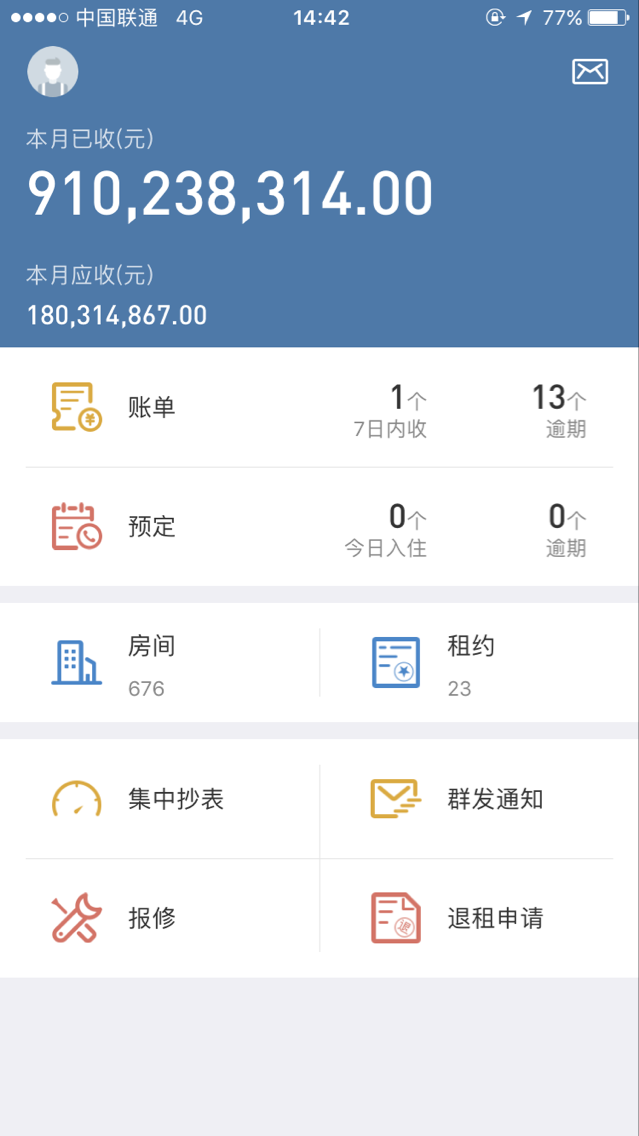 中国联通 4G 14:42 77%
本月已收(元)
910,238,314.00
本月应收(元)
180,314,867.00
账单 1个 13个
7日内收 逾期
预定 0个 0个
今日入住 逾期
房间 租约
676 23
集中抄表 群发通知
报修 退租申请
退